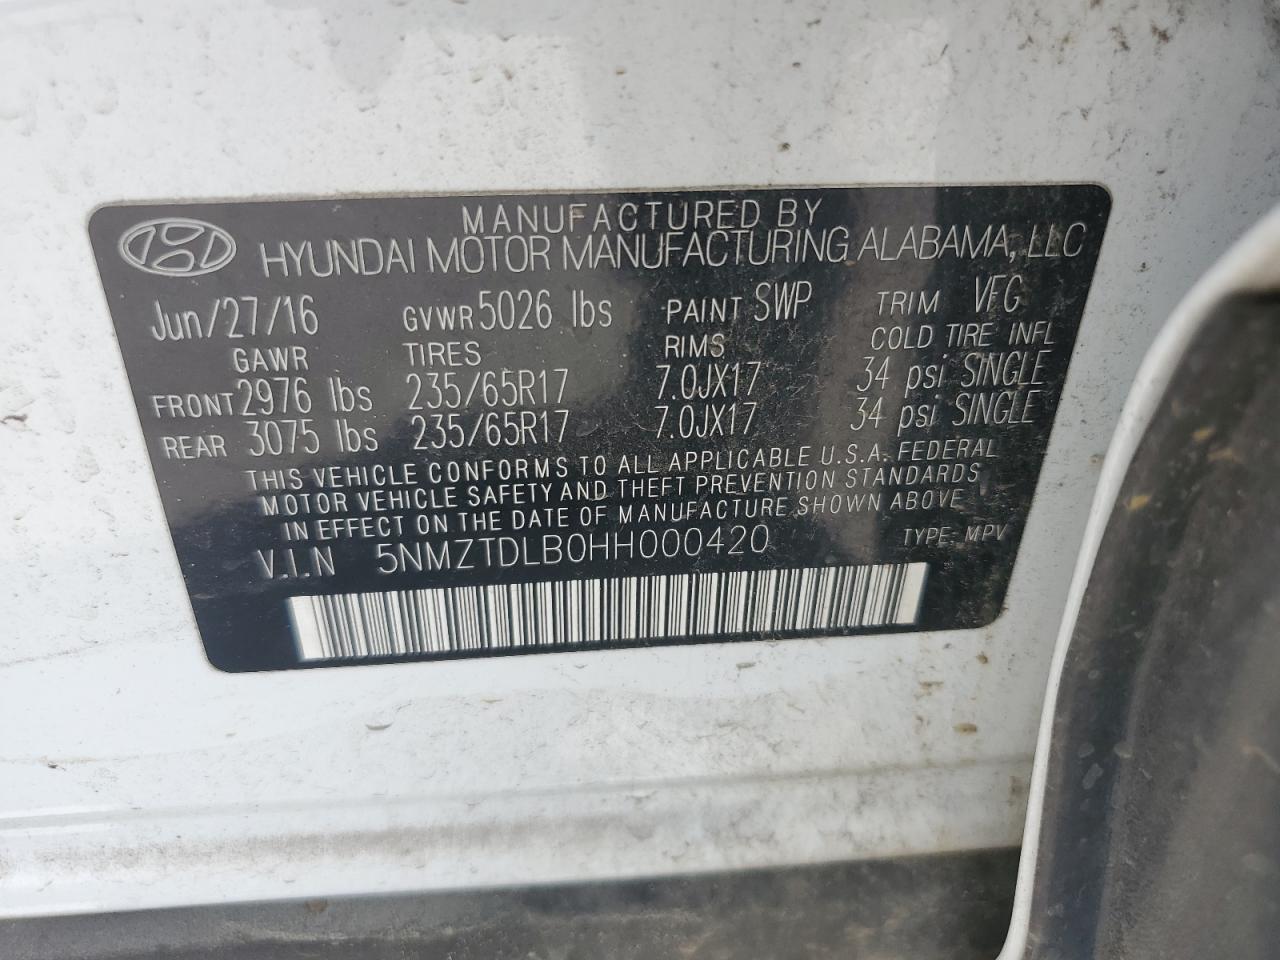 MANUFACTURED BY
HYUNDAI MOTOR MANUFACTURING ALABAMA, LLC
Jun/27/16 GVWR 5026 lbs PAINT SWP TRIM VFG
GAWR TIRES RIMS COLD TIRE INFL
FRONT 2976 lbs 235/65R17 7.0JX17 34 psi SINGLE
REAR 3075 lbs 235/65R17 7.0JX17 34 psi SINGLE
THIS VEHICLE CONFORMS TO ALL APPLICABLE U.S.A. FEDERAL
MOTOR VEHICLE SAFETY AND THEFT PREVENTION STANDARDS
IN EFFECT ON THE DATE OF MANUFACTURE SHOWN ABOVE
V.I.N 5NMZTDLB0HH000420 TYPE: MPV